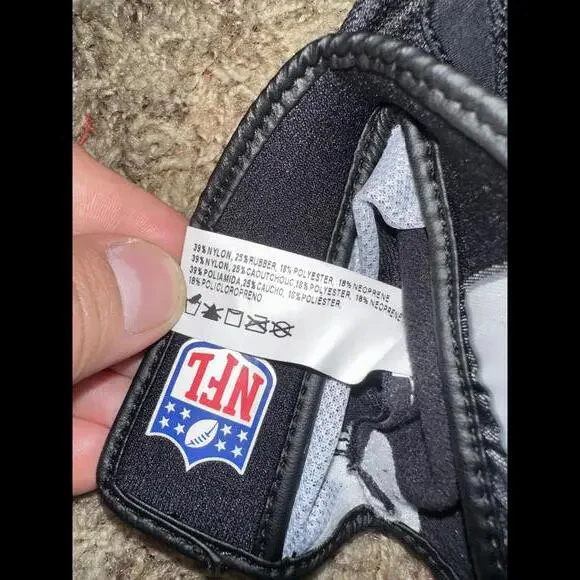 39% NYLON, 25% RUBBER, 18% POLYESTER, 18% NEOPRENE
39% NYLON, 25% CAOUTCHOUC, 18% POLYESTER, 18% NEOPRENE
39% POLIAMIDA, 25% CAUCHO, 18% POLIESTER,
18% POLICLOROPRENO
NFL